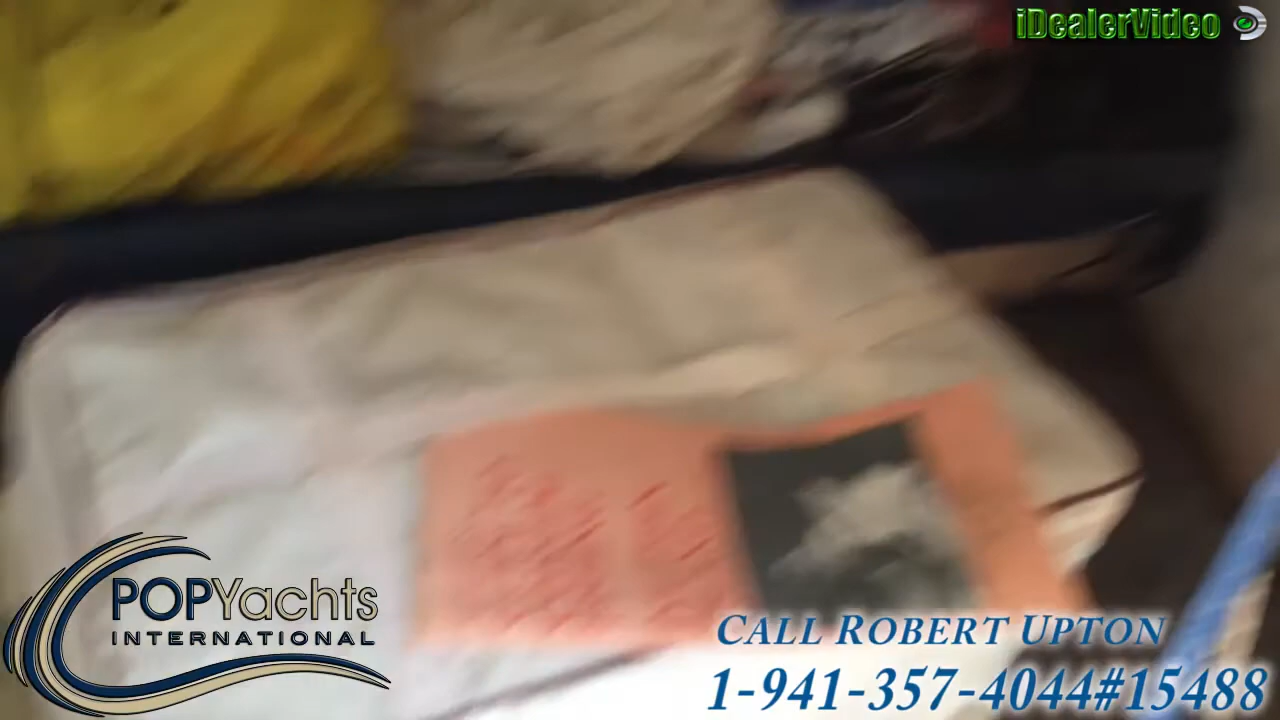 iDealerVideo
POPYachts
INTERNATIONAL
CALL ROBERT UPTON
1-941-357-4044#15488